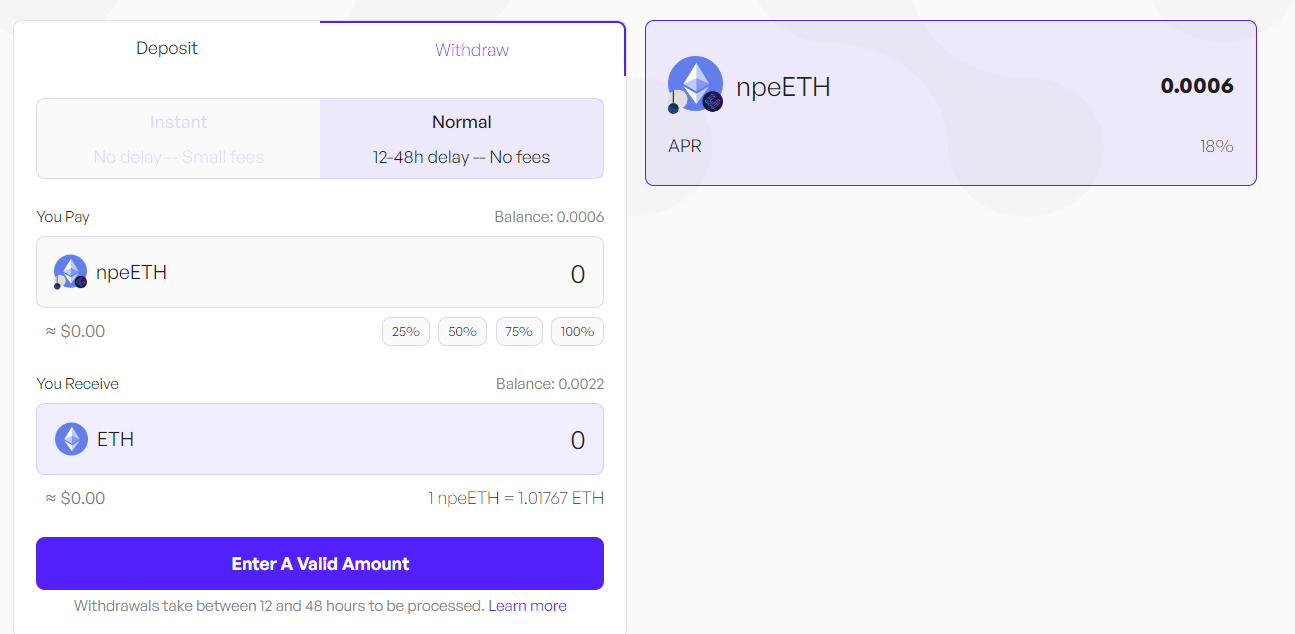 Deposit
Withdraw
Instant
No delay -- Small fees
Normal
12-48h delay -- No fees
You Pay
Balance: 0.0006
npeETH
0
≈ $0.00
25%
50%
75%
100%
You Receive
Balance: 0.0022
ETH
0
≈ $0.00
1 npeETH = 1.01767 ETH
Enter A Valid Amount
Withdrawals take between 12 and 48 hours to be processed. Learn more
npeETH
0.0006
APR
18%